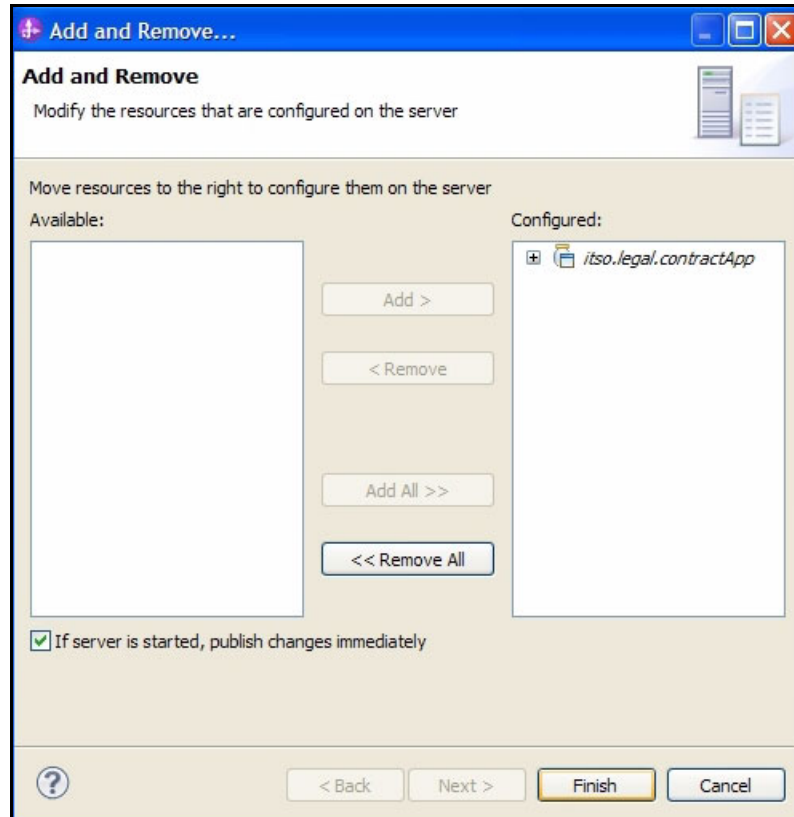 Add and Remove...
Add and Remove
Modify the resources that are configured on the server
Move resources to the right to configure them on the server
Available:
Configured:
itso.legal.contractApp
Add >
< Remove
Add All >>
<< Remove All
If server is started, publish changes immediately
?
< Back
Next >
Finish
Cancel